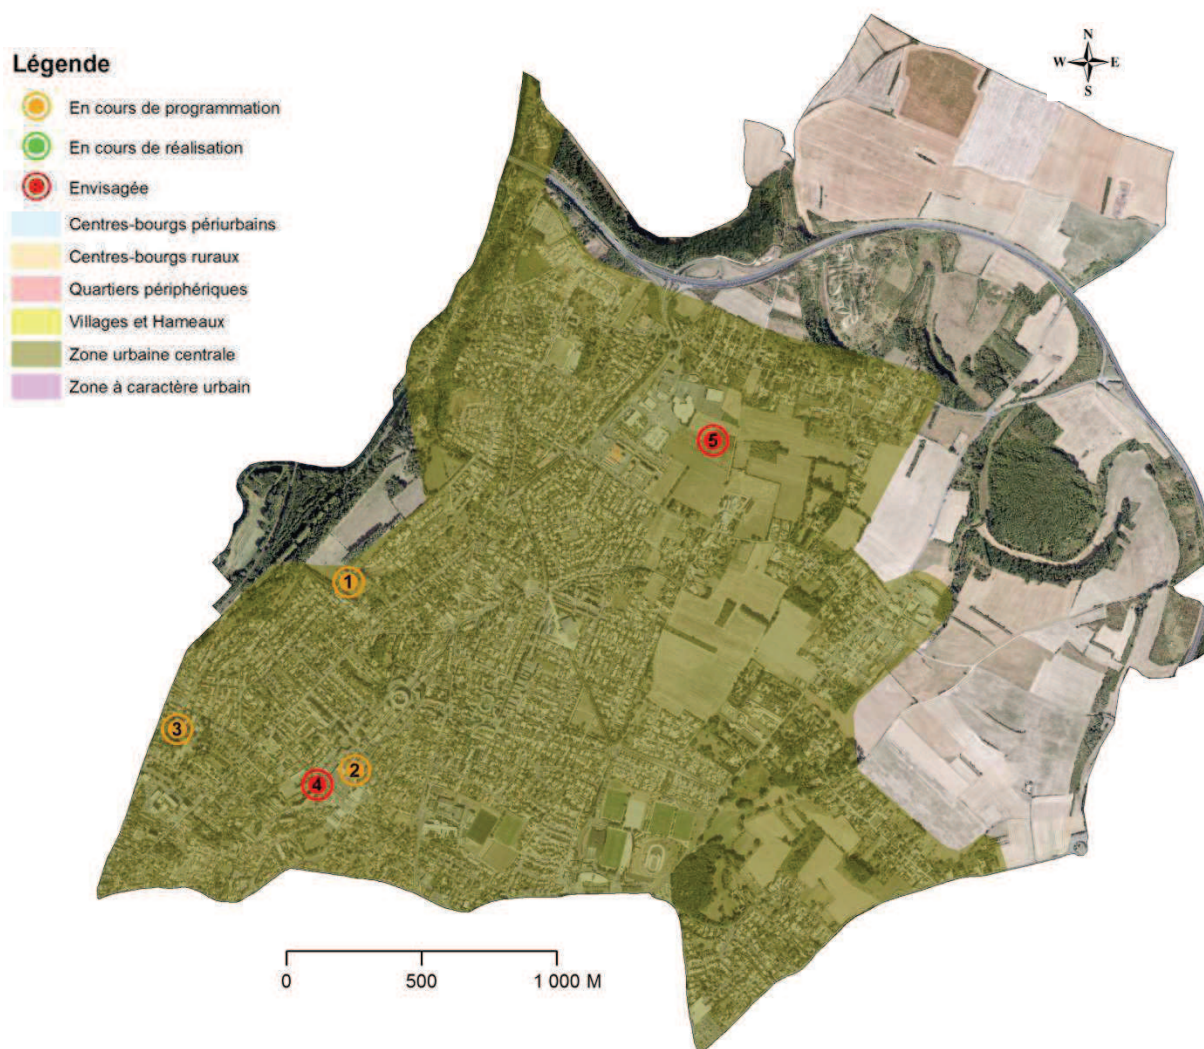 Légende
En cours de programmation
En cours de réalisation
Envisagée
Centres-bourgs périurbains
Centres-bourgs ruraux
Quartiers périphériques
Villages et Hameaux
Zone urbaine centrale
Zone à caractère urbain
N
W E
S
5
1
3
2
4
0 500 1 000 M